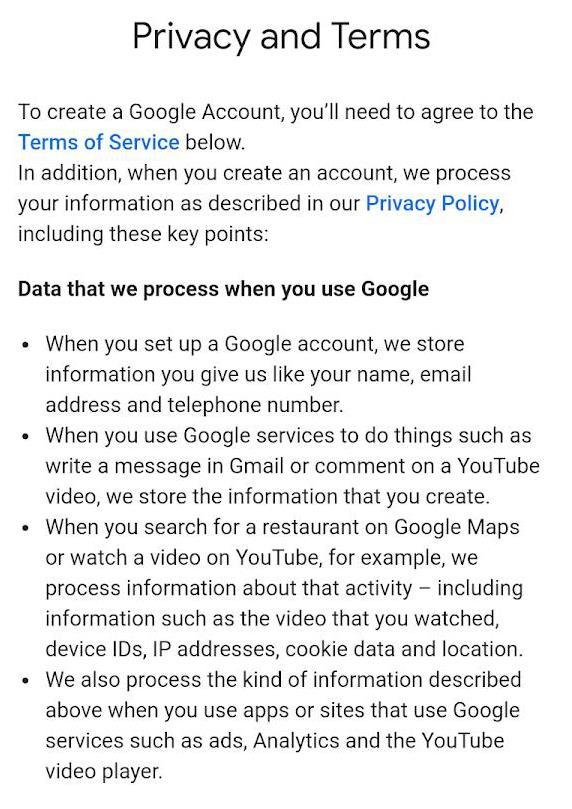 Privacy and Terms
To create a Google Account, you’ll need to agree to the
Terms of Service below.
In addition, when you create an account, we process
your information as described in our Privacy Policy,
including these key points:
Data that we process when you use Google
• When you set up a Google account, we store
information you give us like your name, email
address and telephone number.
• When you use Google services to do things such as
write a message in Gmail or comment on a YouTube
video, we store the information that you create.
• When you search for a restaurant on Google Maps
or watch a video on YouTube, for example, we
process information about that activity – including
information such as the video that you watched,
device IDs, IP addresses, cookie data and location.
• We also process the kind of information described
above when you use apps or sites that use Google
services such as ads, Analytics and the YouTube
video player.